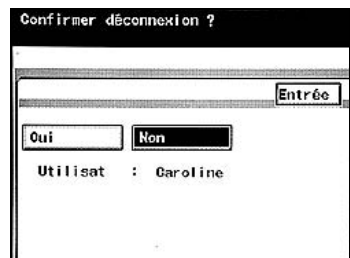 Confirmer déconnexion ?
Entrée
Oui Non
Utilisat : Caroline